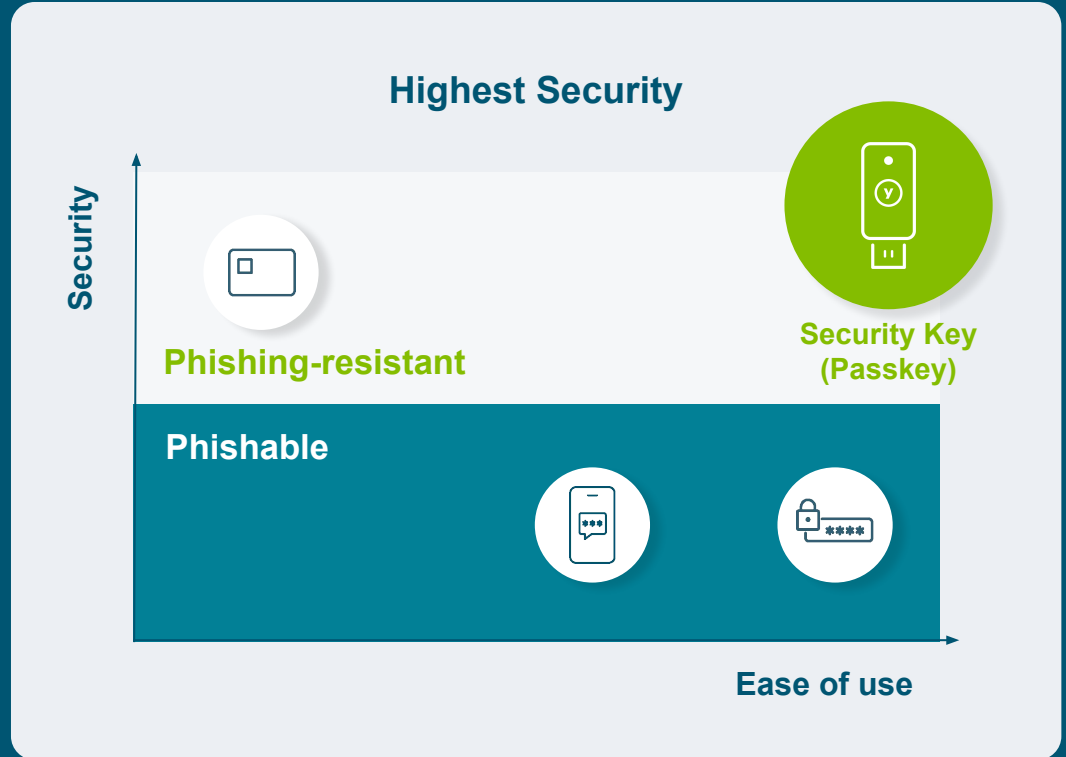 Highest Security
Security
y
Phishing-resistant
Security Key
(Passkey)
Phishable
***
****
Ease of use